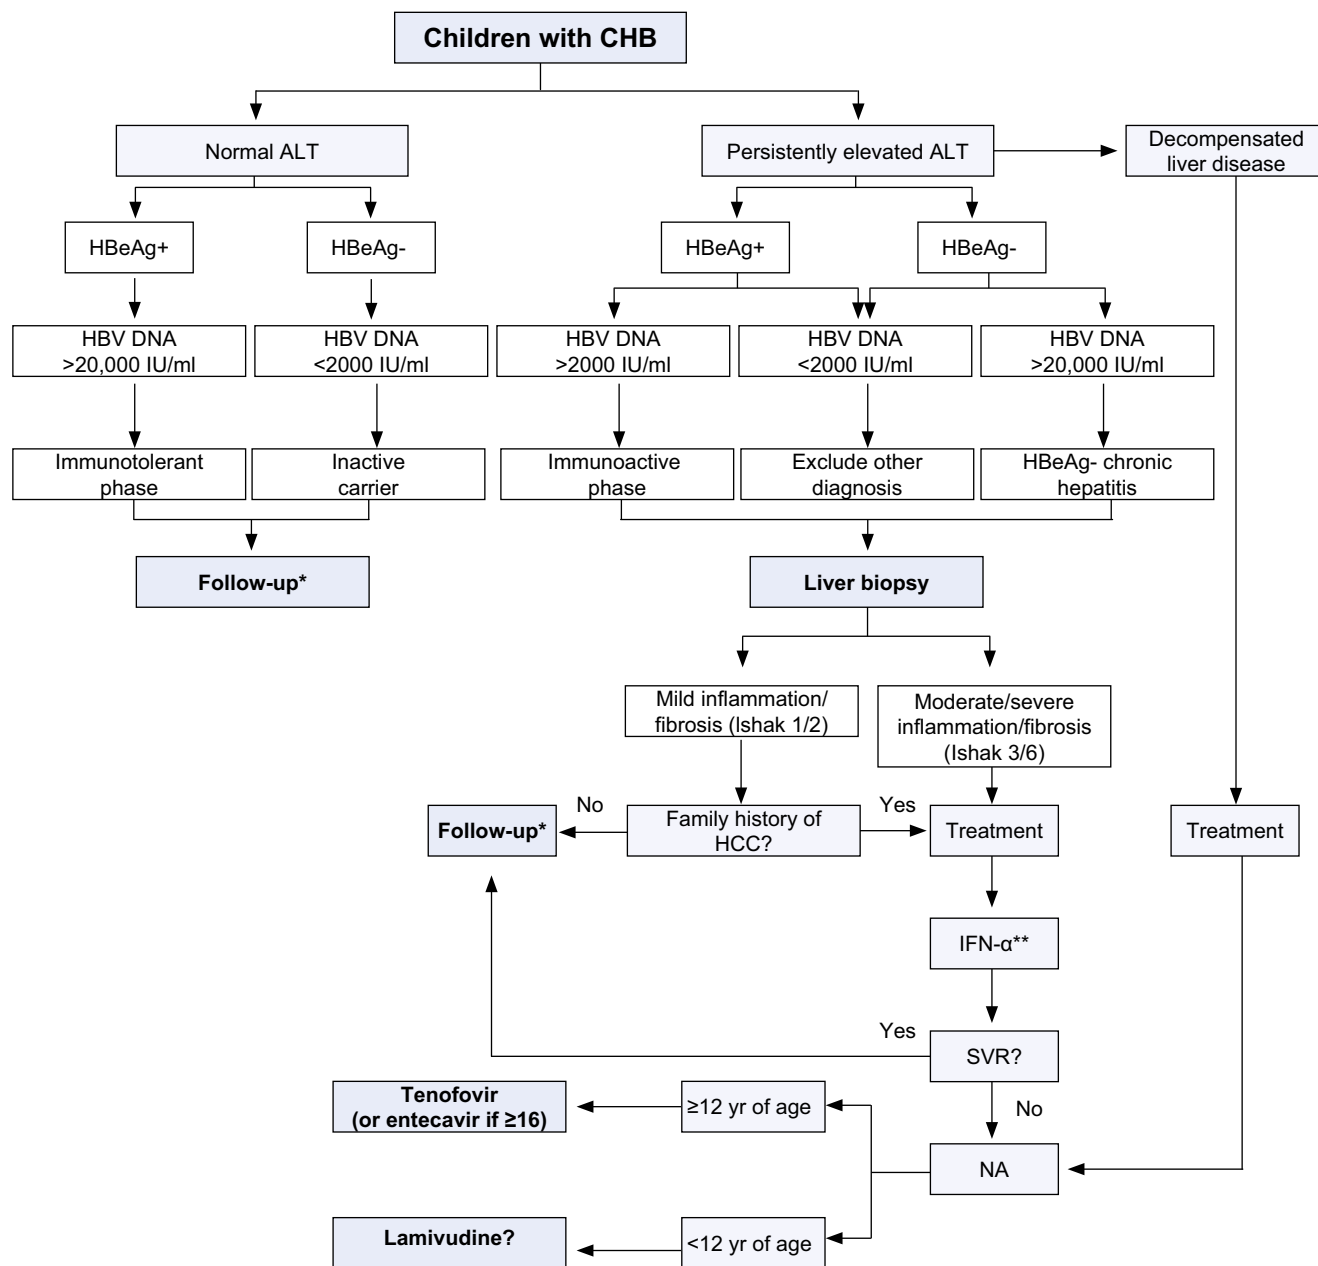 Children with CHB
Normal ALT
Persistently elevated ALT
Decompensated
liver disease
HBeAg+
HBeAg-
HBeAg+
HBeAg-
HBV DNA
>20,000 IU/ml
HBV DNA
<2000 IU/ml
HBV DNA
>2000 IU/ml
HBV DNA
<2000 IU/ml
HBV DNA
>20,000 IU/ml
Immunotolerant
phase
Inactive
carrier
Immunoactive
phase
Exclude other
diagnosis
HBeAg- chronic
hepatitis
Follow-up*
Liver biopsy
Mild inflammation/
fibrosis (Ishak 1/2)
Moderate/severe
inflammation/fibrosis
(Ishak 3/6)
Follow-up*
No
Family history of
HCC?
Yes
Treatment
Treatment
IFN-α**
Yes
SVR?
No
Tenofovir
(or entecavir if ≥16)
≥12 yr of age
NA
Lamivudine?
<12 yr of age